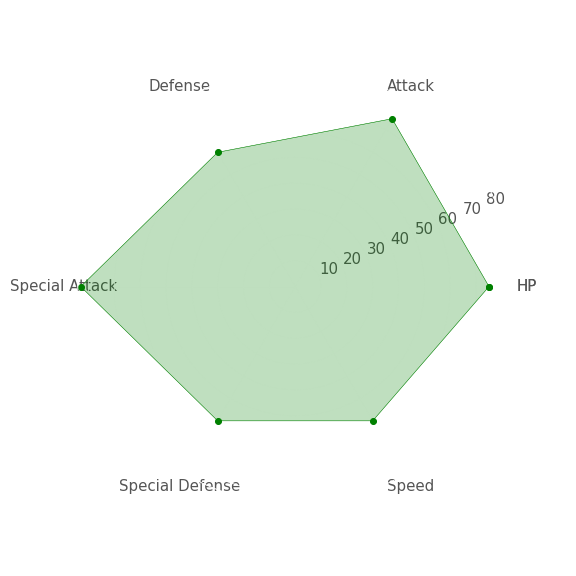 Defense
Attack
80
70
60
50
40
30
20
10
Special Attack
HP
Special Defense
Speed